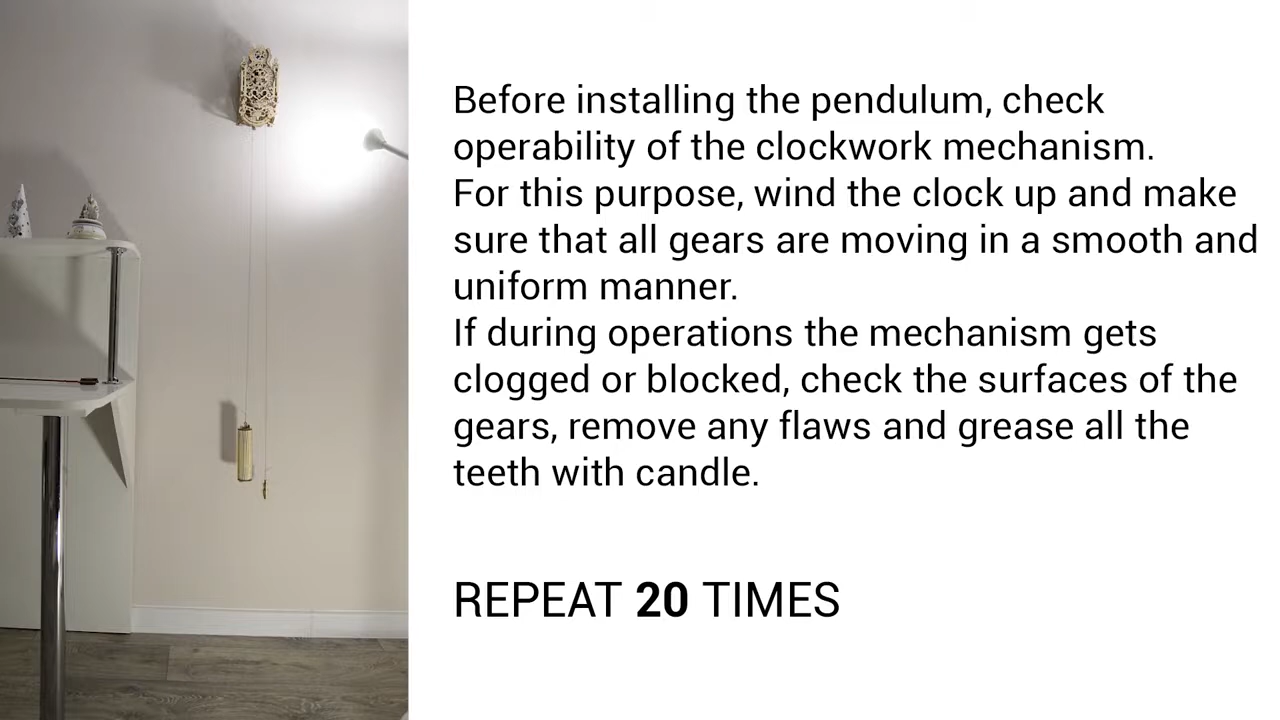 Before installing the pendulum, check
operability of the clockwork mechanism.
For this purpose, wind the clock up and make
sure that all gears are moving in a smooth and
uniform manner.
If during operations the mechanism gets
clogged or blocked, check the surfaces of the
gears, remove any flaws and grease all the
teeth with candle.
REPEAT 20 TIMES